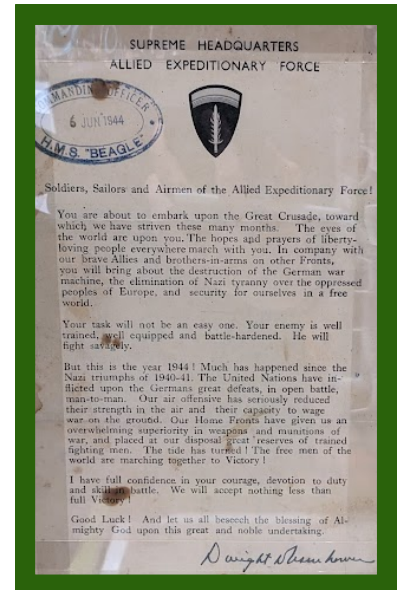 SUPREME HEADQUARTERS
ALLIED EXPEDITIONARY FORCE
COMMANDING OFFICER
6 JUN 1944
H.M.S. "BEAGLE"
Soldiers, Sailors and Airmen of the Allied Expeditionary Force!
You are about to embark upon the Great Crusade, toward
which we have striven these many months. The eyes of
the world are upon you. The hopes and prayers of liberty-
loving people everywhere march with you. In company with
our brave Allies and brothers-in-arms on other Fronts,
you will bring about the destruction of the German war
machine, the elimination of Nazi tyranny over the oppressed
peoples of Europe, and security for ourselves in a free
world.
Your task will not be an easy one. Your enemy is well
trained, well equipped and battle-hardened. He will
fight savagely.
But this is the year 1944! Much has happened since the
Nazi triumphs of 1940-41. The United Nations have in-
flicted upon the Germans great defeats, in open battle,
man-to-man. Our air offensive has seriously reduced
their strength in the air and their capacity to wage
war on the ground. Our Home Fronts have given us an
overwhelming superiority in weapons and munitions of
war, and placed at our disposal great reserves of trained
fighting men. The tide has turned! The free men of the
world are marching together to Victory!
I have full confidence in your courage, devotion to duty
and skill in battle. We will accept nothing less than
full Victory!
Good Luck! And let us all beseech the blessing of Al-
mighty God upon this great and noble undertaking.
Dwight D Eisenhower